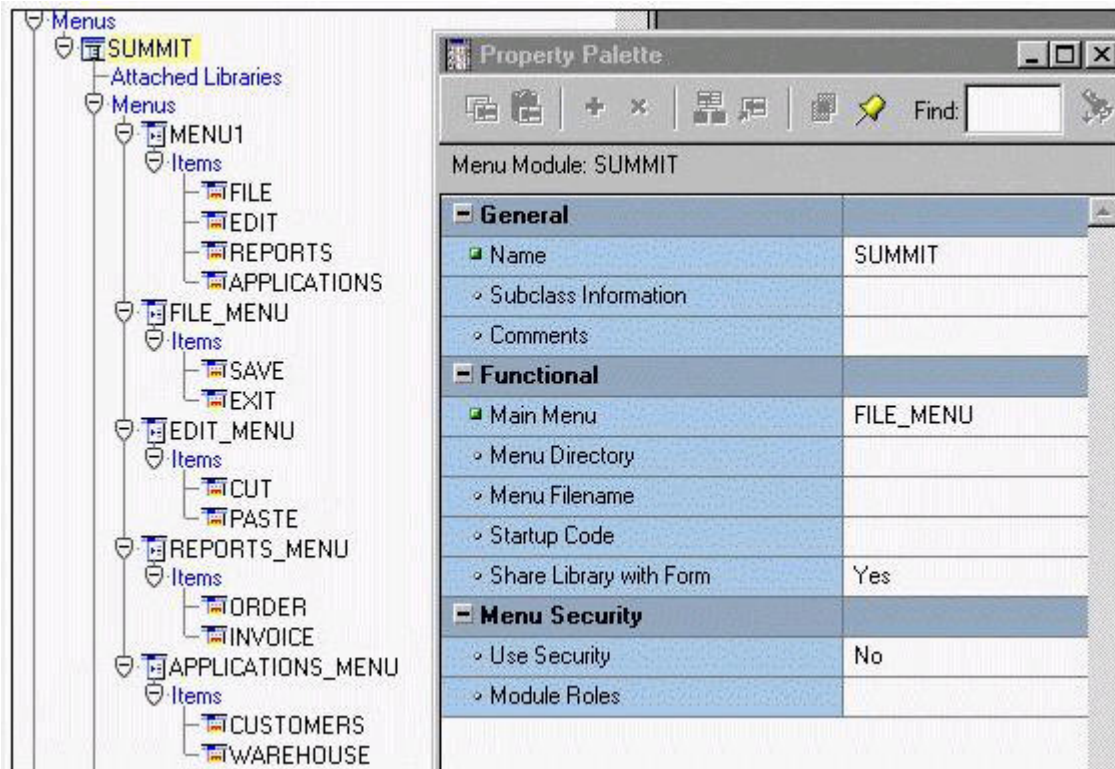 Menus
SUMMIT
Attached Libraries
Menus
MENU1
Items
FILE
EDIT
REPORTS
APPLICATIONS
FILE_MENU
Items
SAVE
EXIT
EDIT_MENU
Items
CUT
PASTE
REPORTS_MENU
Items
ORDER
INVOICE
APPLICATIONS_MENU
Items
CUSTOMERS
WAREHOUSE
Property Palette
Find:
Menu Module: SUMMIT
General
Name SUMMIT
Subclass Information
Comments
Functional
Main Menu FILE_MENU
Menu Directory
Menu Filename
Startup Code
Share Library with Form Yes
Menu Security
Use Security No
Module Roles